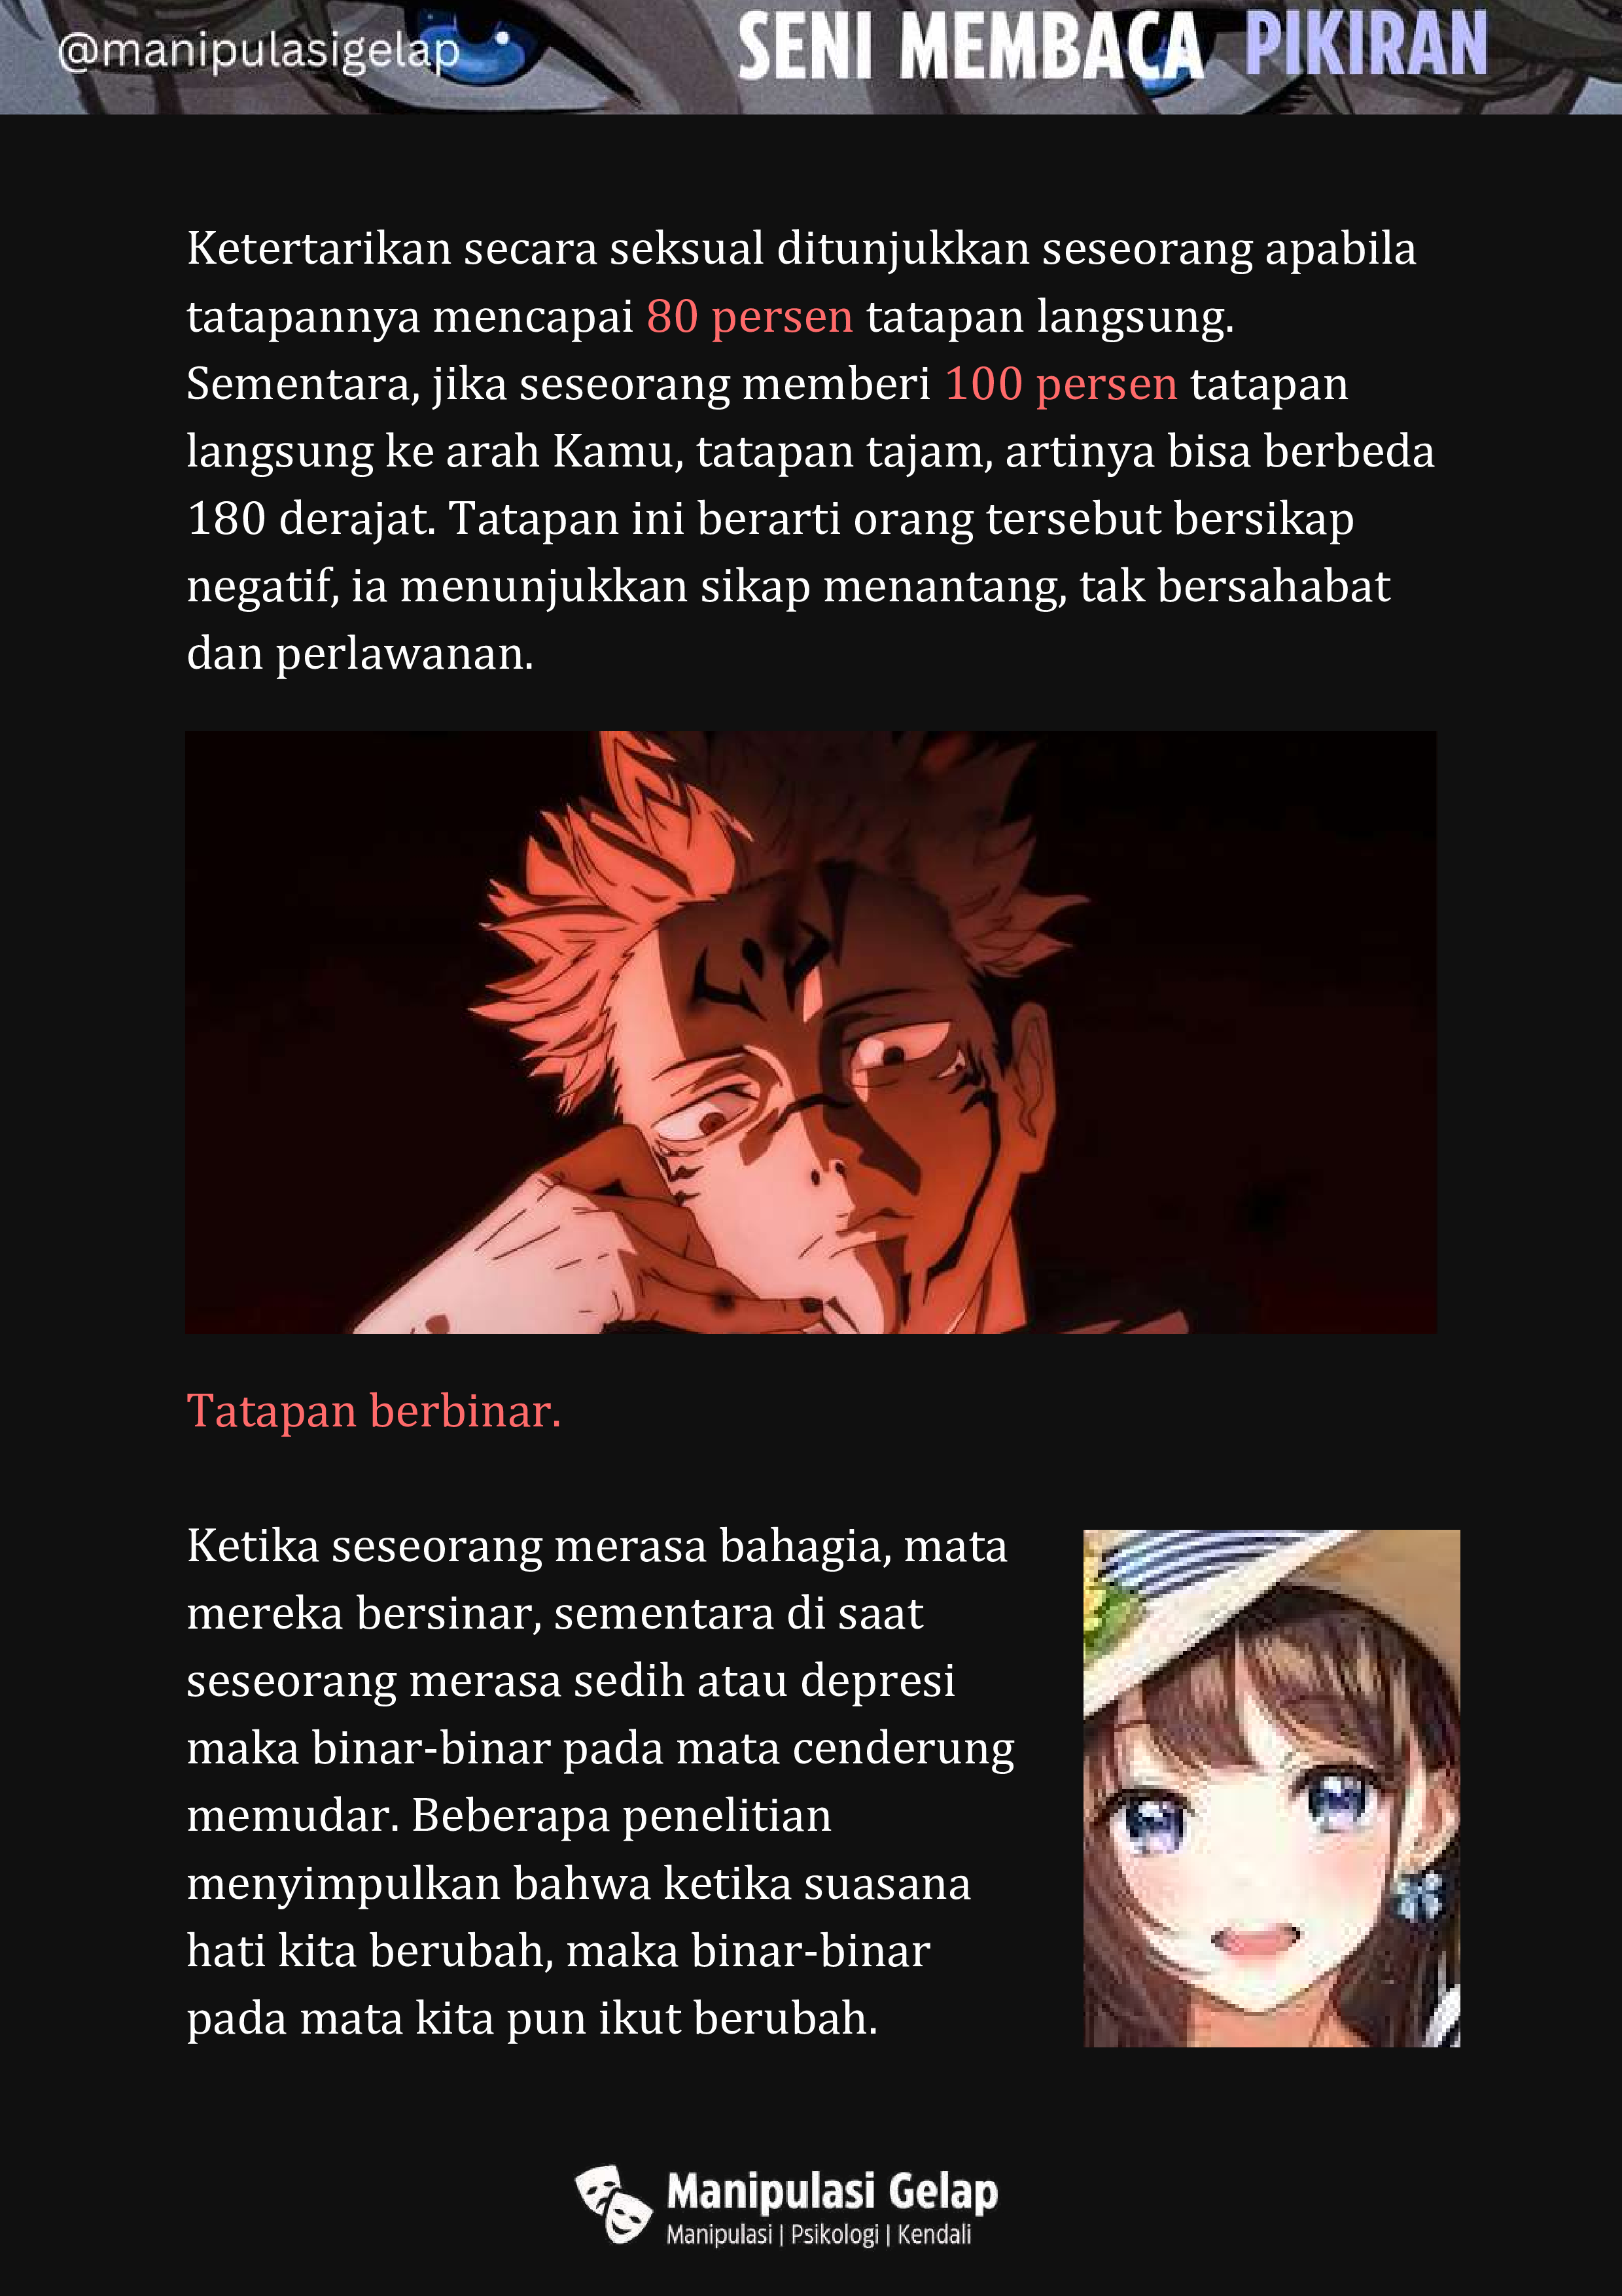 @manipulasigelap
SENI MEMBACA PIKIRAN
Ketertarikan secara seksual ditunjukkan seseorang apabila
tatapannya mencapai 80 persen tatapan langsung.
Sementara, jika seseorang memberi 100 persen tatapan
langsung ke arah Kamu, tatapan tajam, artinya bisa berbeda
180 derajat. Tatapan ini berarti orang tersebut bersikap
negatif, ia menunjukkan sikap menantang, tak bersahabat
dan perlawanan.
Tatapan berbinar.
Ketika seseorang merasa bahagia, mata
mereka bersinar, sementara di saat
seseorang merasa sedih atau depresi
maka binar-binar pada mata cenderung
memudar. Beberapa penelitian
menyimpulkan bahwa ketika suasana
hati kita berubah, maka binar-binar
pada mata kita pun ikut berubah.
Manipulasi Gelap
Manipulasi | Psikologi | Kendali